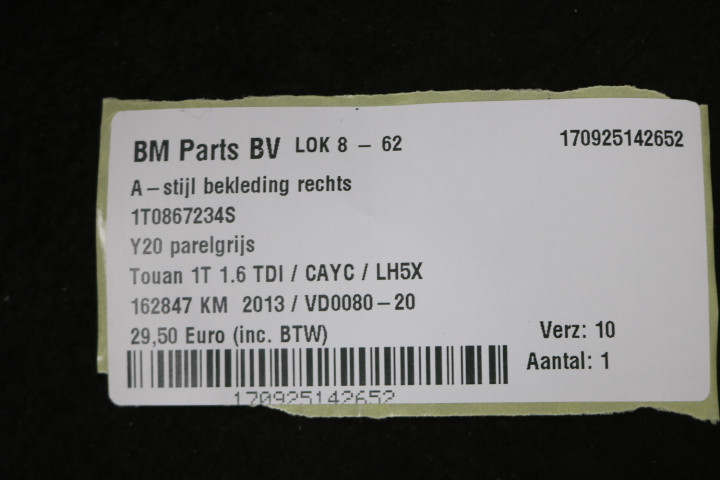 BM Parts BV LOK 8 - 62 170925142652
A-stijl bekleding rechts
1T0867234S
Y20 parelgrijs
Touan 1T 1.6 TDI / CAYC / LH5X
162847 KM 2013 / VD0080-20
29,50 Euro (inc. BTW) Verz: 10
Aantal: 1
170925142652